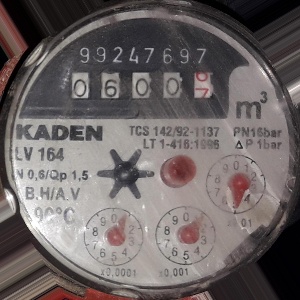 99247697
0600
KADEN
TCS 142/92-1137 PN16bar
LV 164
LT 1-416:1996 Δ P 1bar
m³
N 0,6/Qp 1,5
B.H/A.V
90°C
x0,0001
x0,001